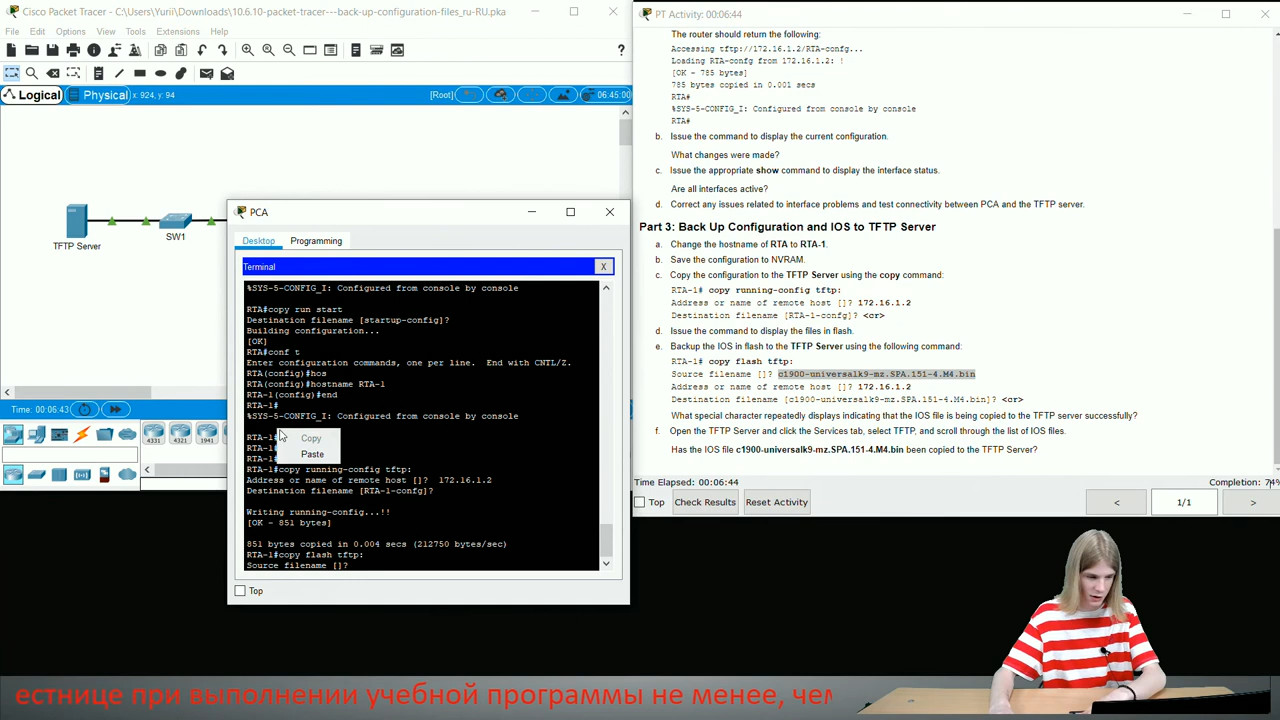 Cisco Packet Tracer - C:\Users\Yurii\Downloads\10.6.10-packet-tracer---back-up-configuration-files_ru-RU.pka
File Edit Options View Tools Extensions Help
Logical Physical x: 924, y: 94 [Root] 06:45:00
TFTP Server
SW1
Time: 00:06:43
4331 4321 1941
PCA
Desktop Programming
Terminal X
%SYS-5-CONFIG_I: Configured from console by console
RTA#copy run start
Destination filename [startup-config]?
Building configuration...
[OK]
RTA#conf t
Enter configuration commands, one per line. End with CNTL/Z.
RTA(config)#hos
RTA(config)#hostname RTA-1
RTA-1(config)#end
RTA-1#
%SYS-5-CONFIG_I: Configured from console by console
RTA-1#
RTA-1
RTA-1
Copy
Paste
RTA-1#copy running-config tftp:
Address or name of remote host []? 172.16.1.2
Destination filename [RTA-1-confg]?
Writing running-config...!!
[OK - 851 bytes]
851 bytes copied in 0.004 secs (212750 bytes/sec)
RTA-1#copy flash tftp:
Source filename []?
Top
PT Activity: 00:06:44
The router should return the following:
Accessing tftp://172.16.1.2/RTA-confg...
Loading RTA-confg from 172.16.1.2: !
[OK - 785 bytes]
785 bytes copied in 0.001 secs
RTA#
%SYS-5-CONFIG_I: Configured from console by console
RTA#
b. Issue the command to display the current configuration.
What changes were made?
c. Issue the appropriate show command to display the interface status.
Are all interfaces active?
d. Correct any issues related to interface problems and test connectivity between PCA and the TFTP server.
Part 3: Back Up Configuration and IOS to TFTP Server
a. Change the hostname of RTA to RTA-1.
b. Save the configuration to NVRAM.
c. Copy the configuration to the TFTP Server using the copy command:
RTA-1# copy running-config tftp:
Address or name of remote host []? 172.16.1.2
Destination filename [RTA-1-confg]? <cr>
d. Issue the command to display the files in flash.
e. Backup the IOS in flash to the TFTP Server using the following command:
RTA-1# copy flash tftp:
Source filename []? c1900-universalk9-mz.SPA.151-4.M4.bin
Address or name of remote host []? 172.16.1.2
Destination filename [c1900-universalk9-mz.SPA.151-4.M4.bin]? <cr>
What special character repeatedly displays indicating that the IOS file is being copied to the TFTP server successfully?
f. Open the TFTP Server and click the Services tab, select TFTP, and scroll through the list of IOS files.
Has the IOS file c1900-universalk9-mz.SPA.151-4.M4.bin been copied to the TFTP Server?
Time Elapsed: 00:06:44 Completion: 74%
Top Check Results Reset Activity < 1/1 >
естнице при выполнении учебной программы не менее, чем